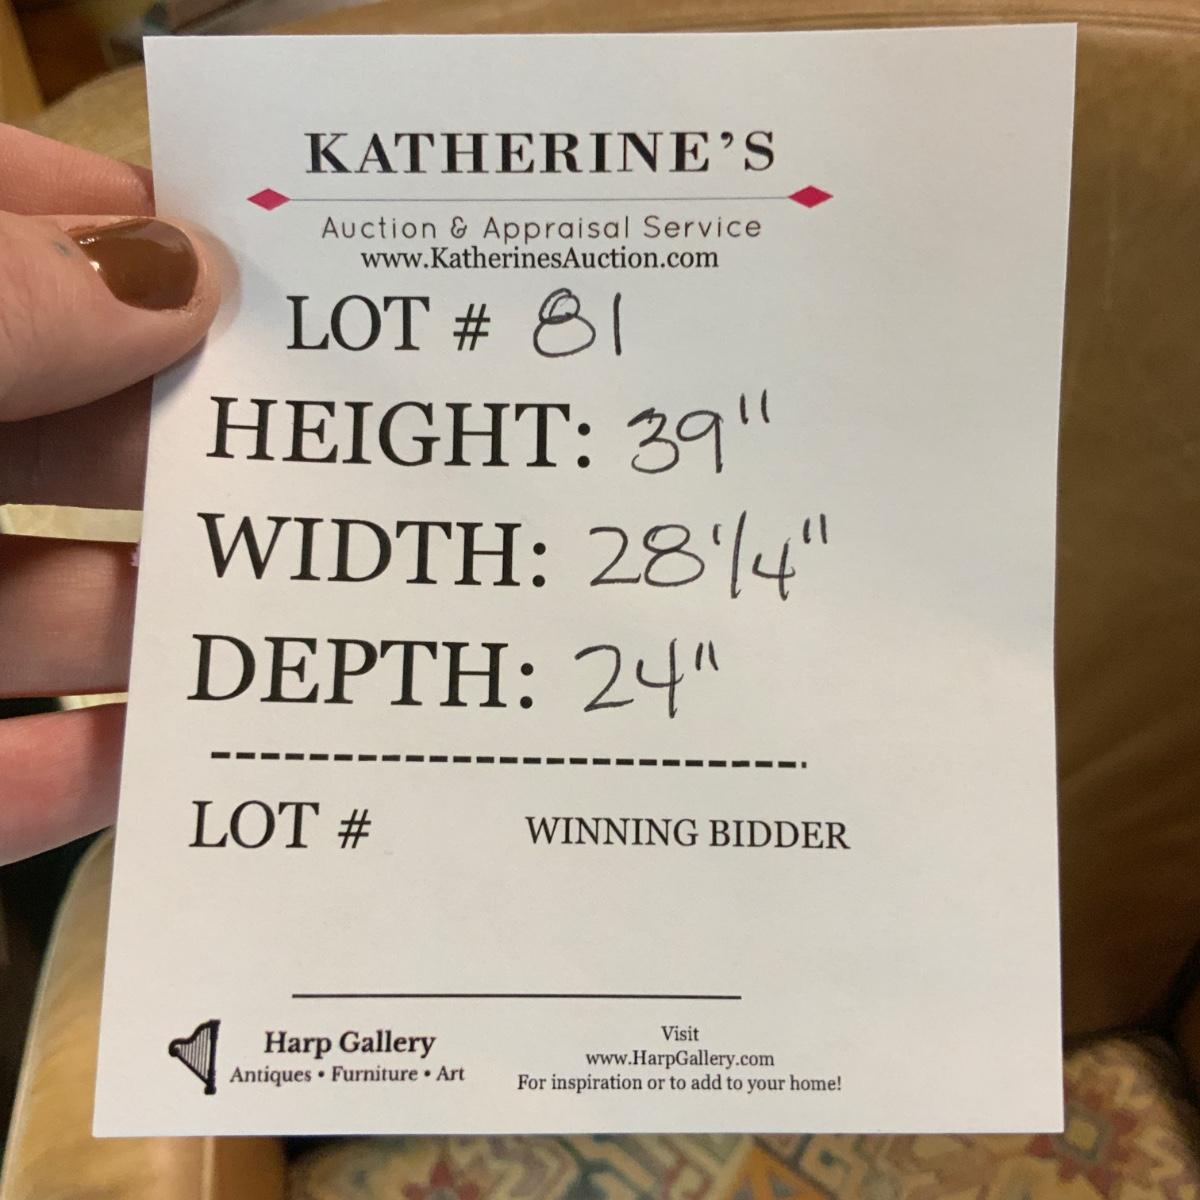 KATHERINE'S
Auction & Appraisal Service
www.KatherinesAuction.com
LOT # 81
HEIGHT: 39"
WIDTH: 28 1/4"
DEPTH: 24"
LOT # WINNING BIDDER
Harp Gallery
Antiques • Furniture • Art
Visit
www.HarpGallery.com
For inspiration or to add to your home!